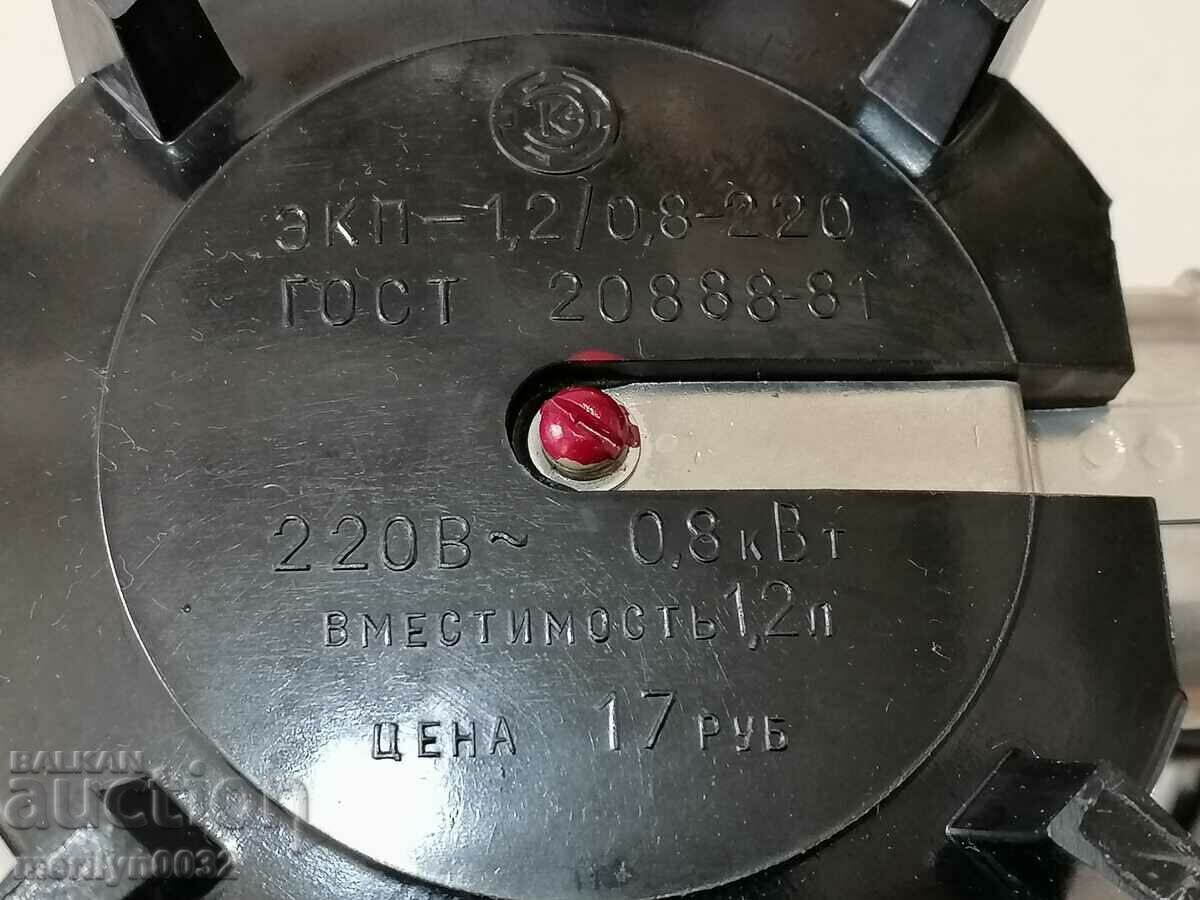 К
ЭКП-1,2/0,8-220
ГОСТ 20888-81
220В~ 0,8кВт
ВМЕСТИМОСТЬ 1,2л
ЦЕНА 17 РУБ
BALKAN
auction
merilyn0032